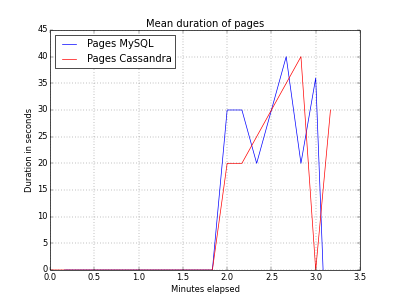 Mean duration of pages
45
40
35
30
25
20
15
10
5
0
Duration in seconds
Pages MySQL
Pages Cassandra
0.0 0.5 1.0 1.5 2.0 2.5 3.0 3.5
Minutes elapsed